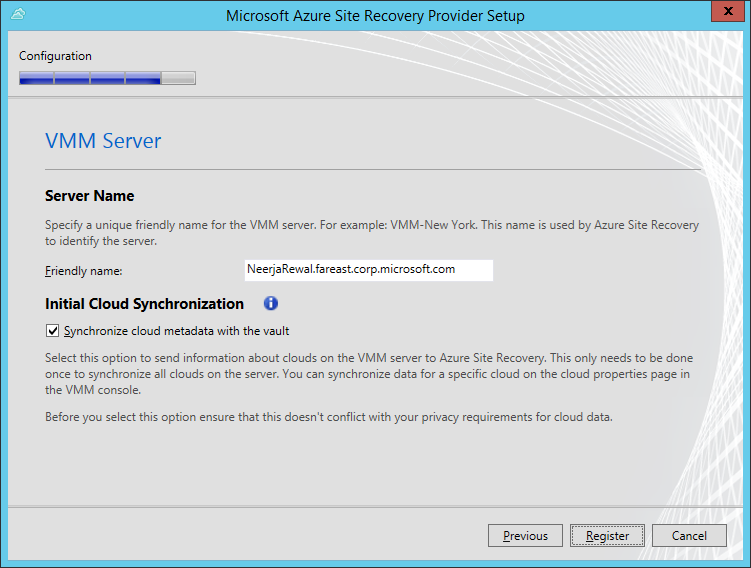 Microsoft Azure Site Recovery Provider Setup
x
Configuration
VMM Server
Server Name
Specify a unique friendly name for the VMM server. For example: VMM-New York. This name is used by Azure Site Recovery
to identify the server.
Friendly name:
NeerjaRewal.fareast.corp.microsoft.com
Initial Cloud Synchronization
i
Synchronize cloud metadata with the vault
Select this option to send information about clouds on the VMM server to Azure Site Recovery. This only needs to be done
once to synchronize all clouds on the server. You can synchronize data for a specific cloud on the cloud properties page in
the VMM console.
Before you select this option ensure that this doesn't conflict with your privacy requirements for cloud data.
Previous
Register
Cancel